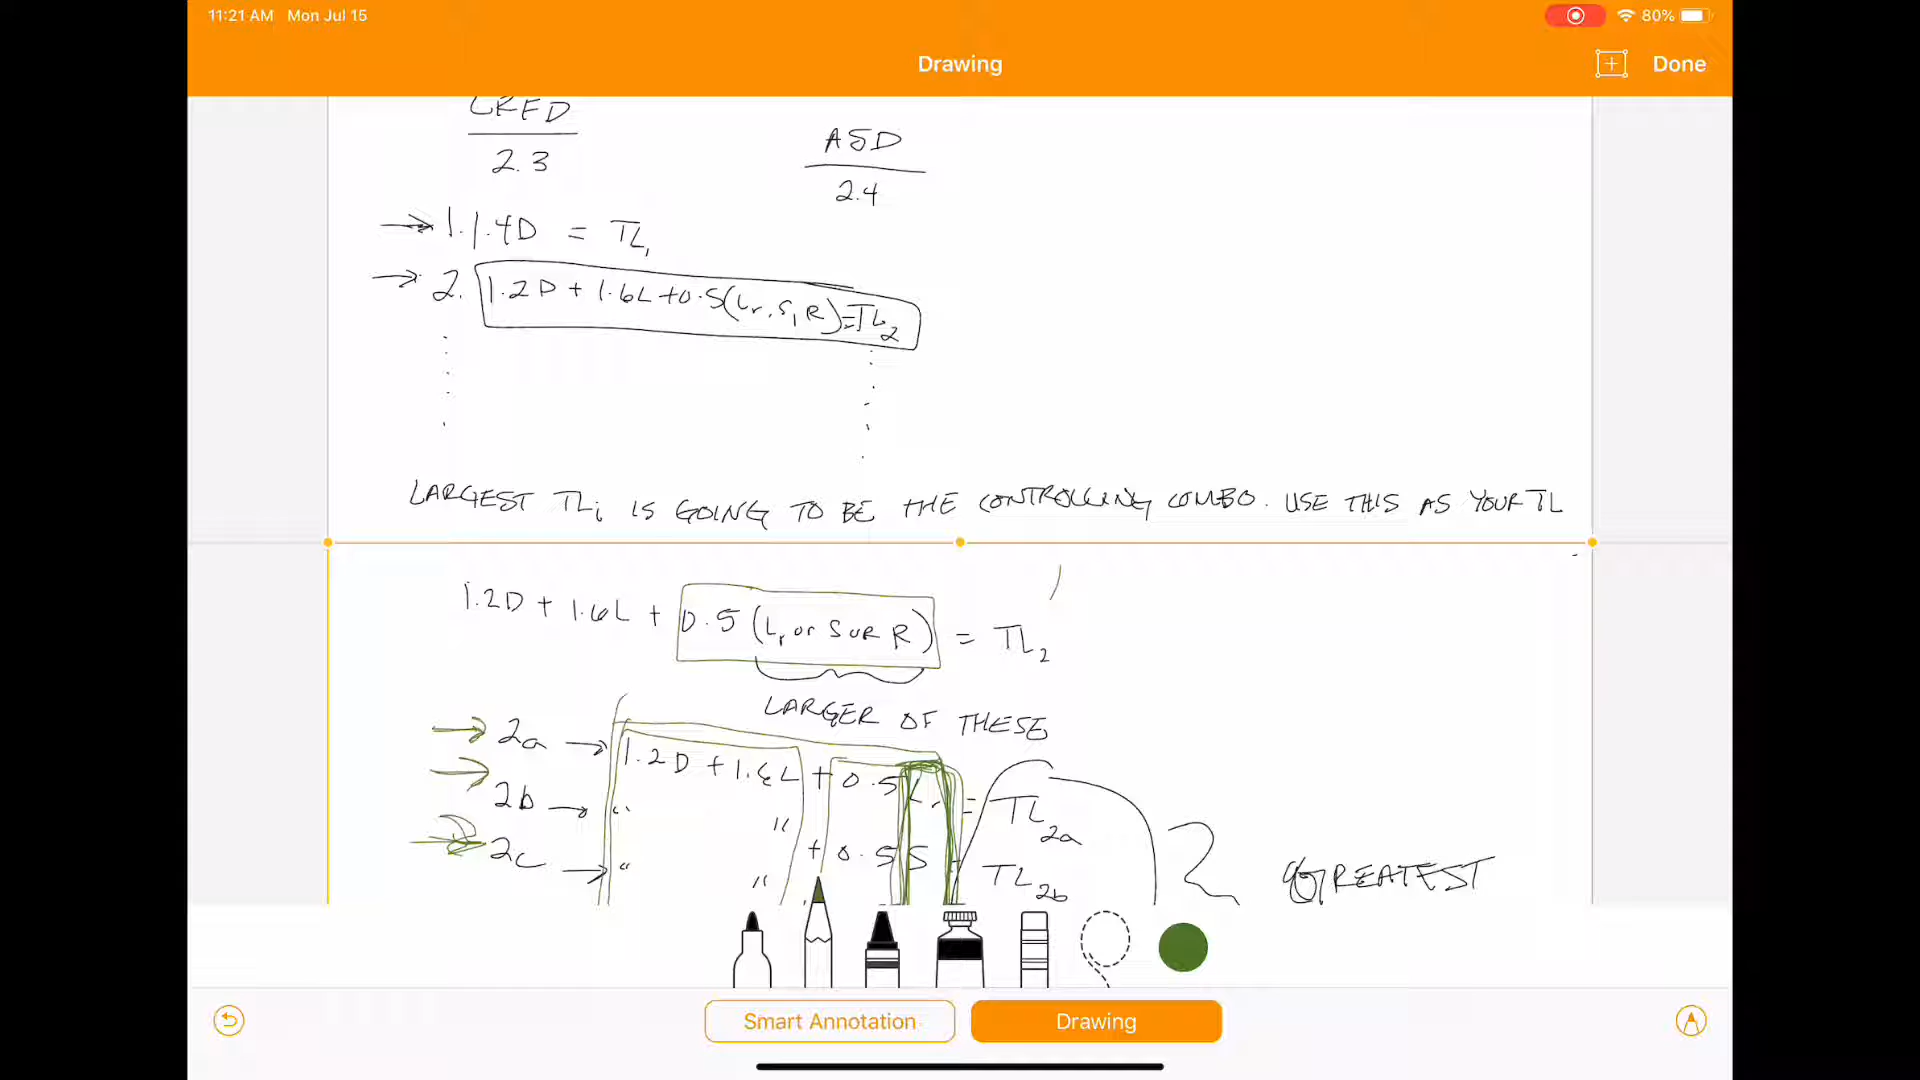 11:21 AM Mon Jul 15
80%
Drawing
Done
LRFD
2.3
ASD
2.4
→ 1. 1.4D = TL₁
→ 2. 1.2D + 1.6L + 0.5(Lr, S, R) = TL₂
LARGEST TLi IS GOING TO BE THE CONTROLLING COMBO. USE THIS AS YOUR TL
1.2D + 1.6L + 0.5 (Lr or S OR R) = TL₂
LARGER OF THESE
→ 2a → 1.2D + 1.6L + 0.5Lr = TL2a
→ 2b → " " + 0.5S = TL2b
→ 2c → " "
GREATEST
Smart Annotation
Drawing